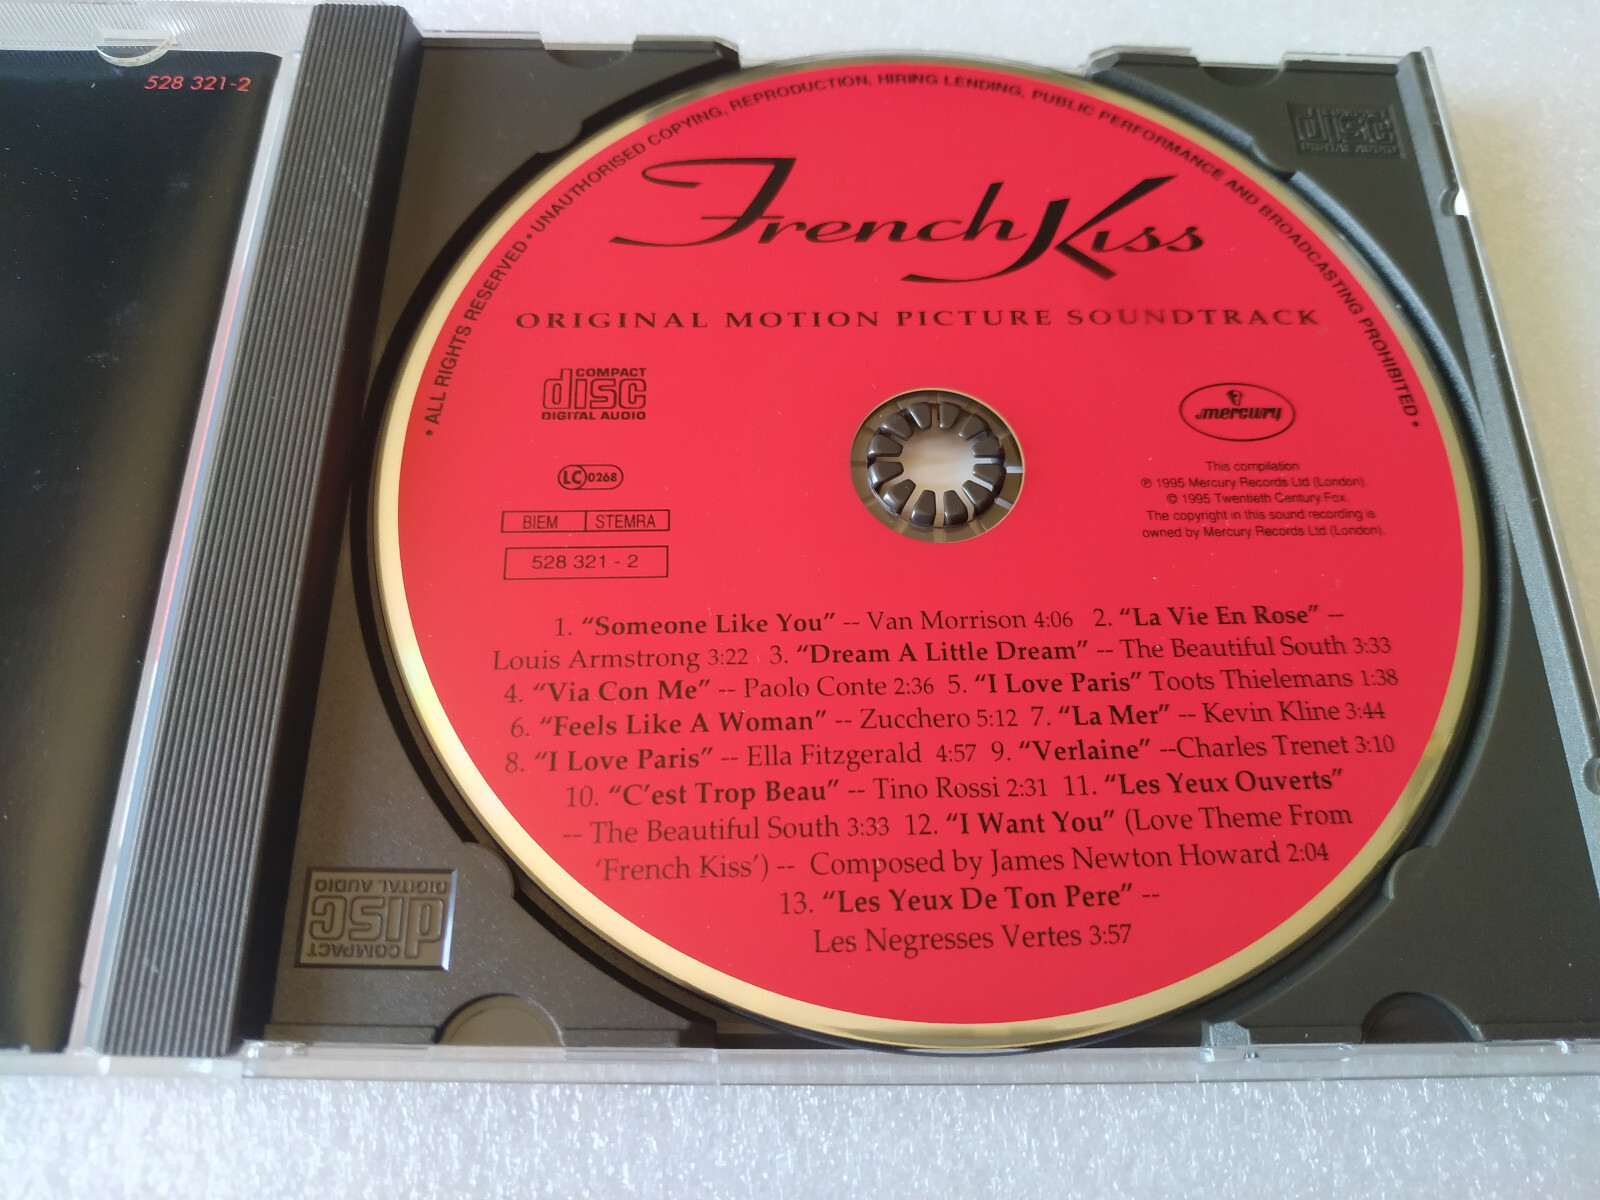 528 321-2
• ALL RIGHTS RESERVED • UNAUTHORISED COPYING, REPRODUCTION, HIRING LENDING, PUBLIC PERFORMANCE AND BROADCASTING PROHIBITED •
COMPACT
disc
DIGITAL AUDIO
French Kiss
ORIGINAL MOTION PICTURE SOUNDTRACK
COMPACT
disc
DIGITAL AUDIO
mercury
LC 0268
This compilation
℗ 1995 Mercury Records Ltd (London).
© 1995 Twentieth Century Fox.
The copyright in this sound recording is
owned by Mercury Records Ltd (London).
BIEM STEMRA
528 321 - 2
1. “Someone Like You” -- Van Morrison 4:06 2. “La Vie En Rose” --
Louis Armstrong 3:22 3. “Dream A Little Dream” -- The Beautiful South 3:33
4. “Via Con Me” -- Paolo Conte 2:36 5. “I Love Paris” Toots Thielemans 1:38
6. “Feels Like A Woman” -- Zucchero 5:12 7. “La Mer” -- Kevin Kline 3:44
8. “I Love Paris” -- Ella Fitzgerald 4:57 9. “Verlaine” --Charles Trenet 3:10
10. “C’est Trop Beau” -- Tino Rossi 2:31 11. “Les Yeux Ouverts”
-- The Beautiful South 3:33 12. “I Want You” (Love Theme From
‘French Kiss’) -- Composed by James Newton Howard 2:04
13. “Les Yeux De Ton Pere” --
Les Negresses Vertes 3:57
COMPACT
disc
DIGITAL AUDIO